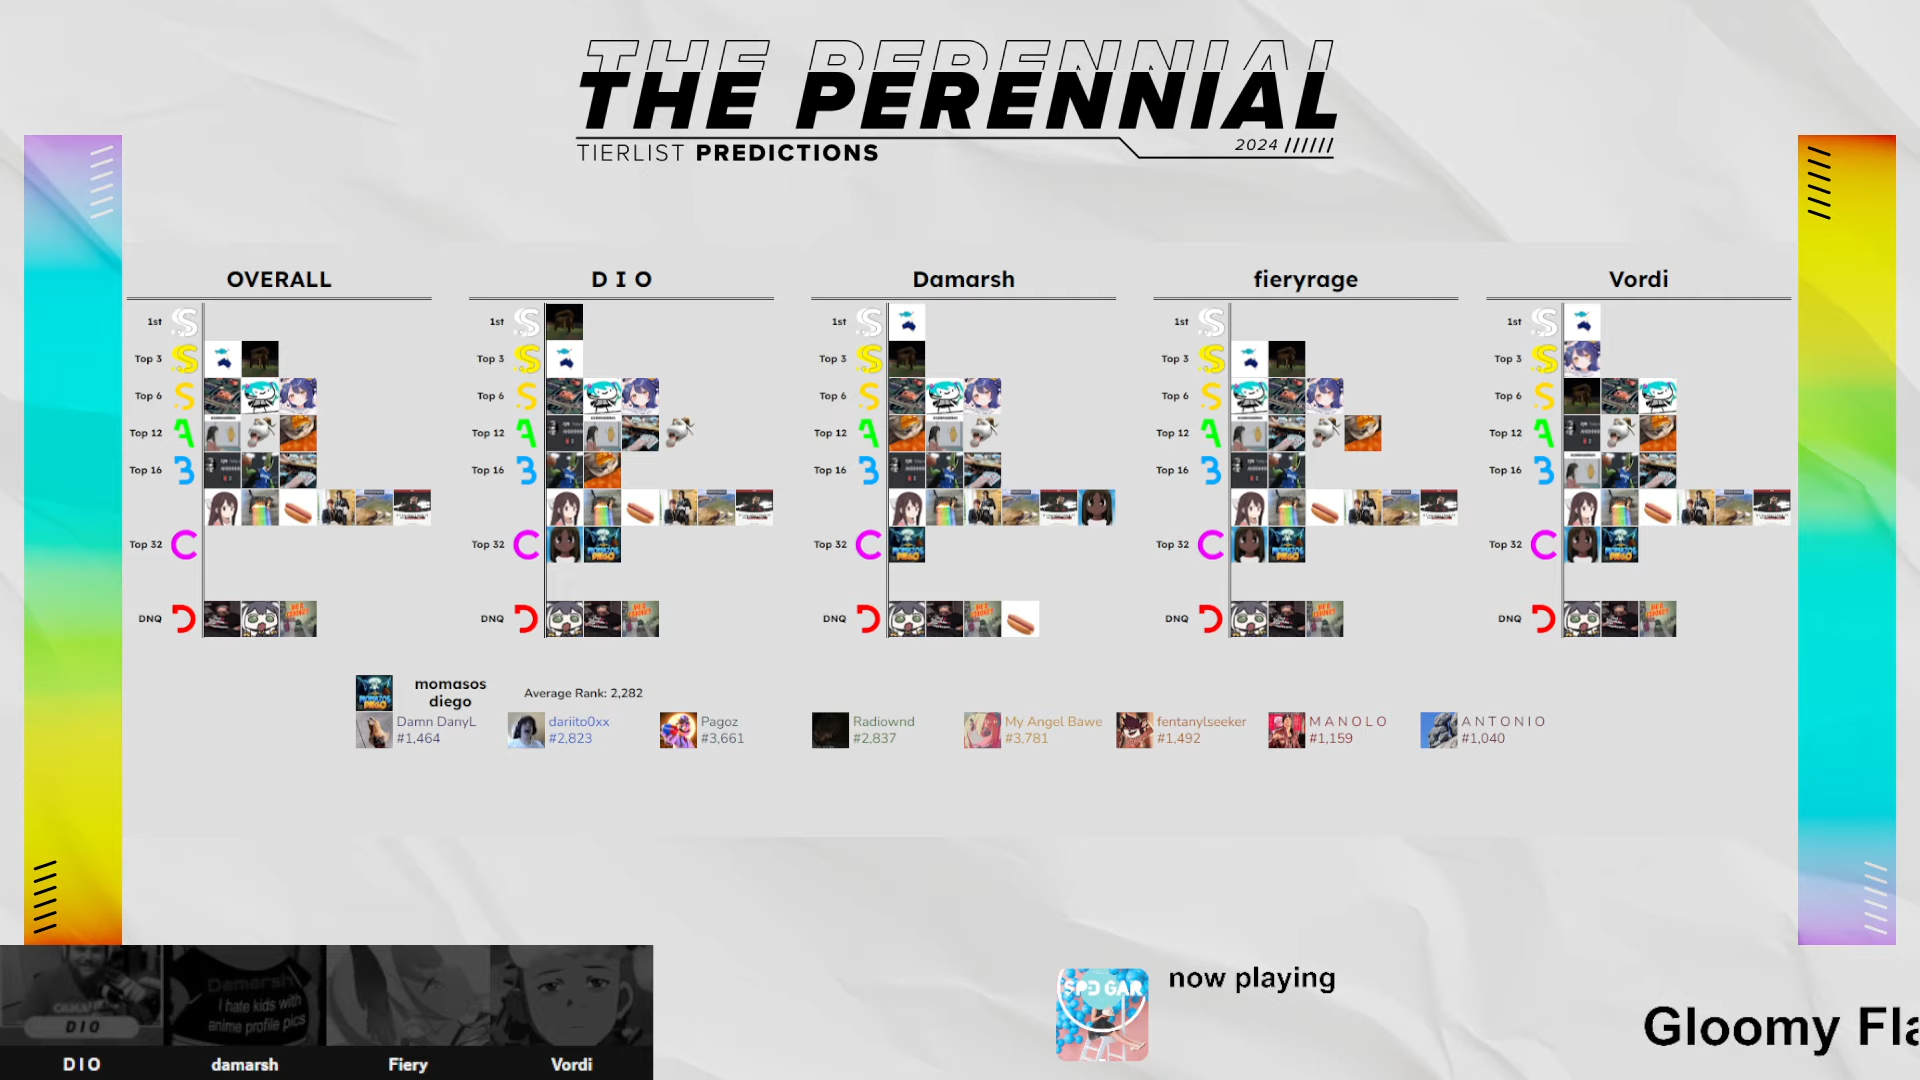 THE PERENNIAL
THE PERENNIAL
TIERLIST PREDICTIONS
2024 //////
OVERALL
D I O
Damarsh
fieryrage
Vordi
1st S
1st S
1st S
1st S
1st S
Top 3 S
Top 3 S
Top 3 S
Top 3 S
Top 3 S
Top 6 S
Top 6 S
Top 6 S
Top 6 S
Top 6 S
Top 12 A
Top 12 A
Top 12 A
Top 12 A
Top 12 A
Top 16 B
Top 16 B
Top 16 B
Top 16 B
Top 16 B
Top 32 C
Top 32 C
Top 32 C
Top 32 C
Top 32 C
DNQ D
DNQ D
DNQ D
DNQ D
DNQ D
momasos
diego
Average Rank: 2,282
Damn DanyL
#1,464
dariito0xx
#2,823
Pagoz
#3,661
Radiownd
#2,837
My Angel Bawe
#3,781
fentanylseeker
#1,492
M A N O L O
#1,159
A N T O N I O
#1,040
DIO
Damarsh
I hate kids with
anime profile pics
D I O
damarsh
Fiery
Vordi
SPD GAR
now playing
Gloomy Fla